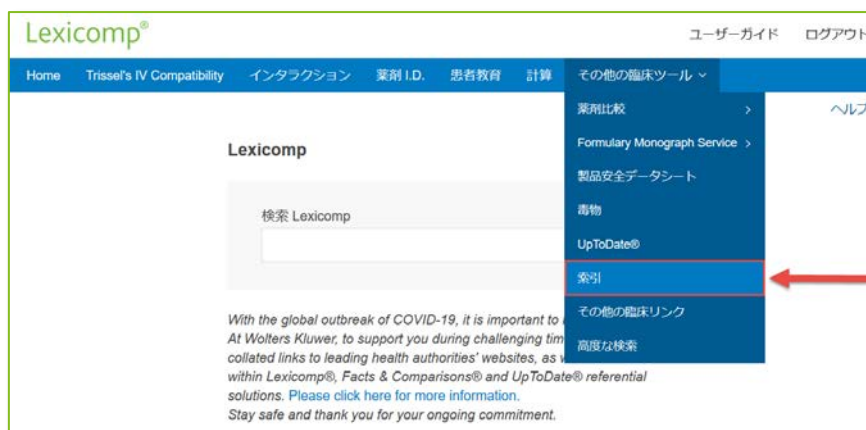 Lexicomp®
ユーザーガイド ログアウト
Home Trissel's IV Compatibility インタラクション 薬剤 I.D. 患者教育 計算 その他の臨床ツール
薬剤比較
ヘルプ
Formulary Monograph Service
製品安全データシート
毒物
UpToDate®
索引
その他の臨床リンク
高度な検索
Lexicomp
検索 Lexicomp
With the global outbreak of COVID-19, it is important to
At Wolters Kluwer, to support you during challenging tim
collated links to leading health authorities' websites, as
within Lexicomp®, Facts & Comparisons® and UpToDate® referential
solutions. Please click here for more information.
Stay safe and thank you for your ongoing commitment.